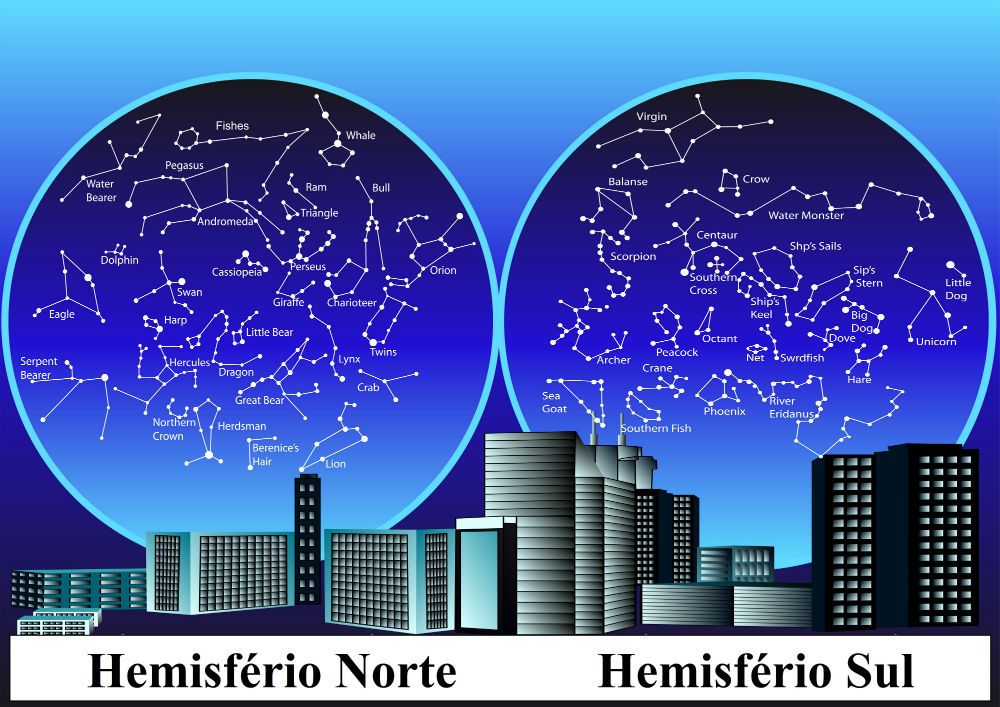 Fishes
Whale
Pegasus
Water
Bearer
Ram
Bull
Triangle
Andromeda
Dolphin
Cassiopeia
Perseus
Orion
Swan
Giraffe
Charioteer
Eagle
Harp
Little Bear
Twins
Serpent
Bearer
Hercules
Dragon
Lynx
Crab
Great Bear
Northern
Crown
Herdsman
Berenice's
Hair
Lion
Virgin
Balanse
Crow
Water Monster
Centaur
Shp's Sails
Scorpion
Southern
Cross
Sip's
Stern
Little
Dog
Ship's
Keel
Big
Dog
Octant
Dove
Unicorn
Archer
Peacock
Net
Swrdfish
Crane
Hare
Sea
Goat
Phoenix
River
Eridanus
Southern Fish
Hemisfério Norte
Hemisfério Sul